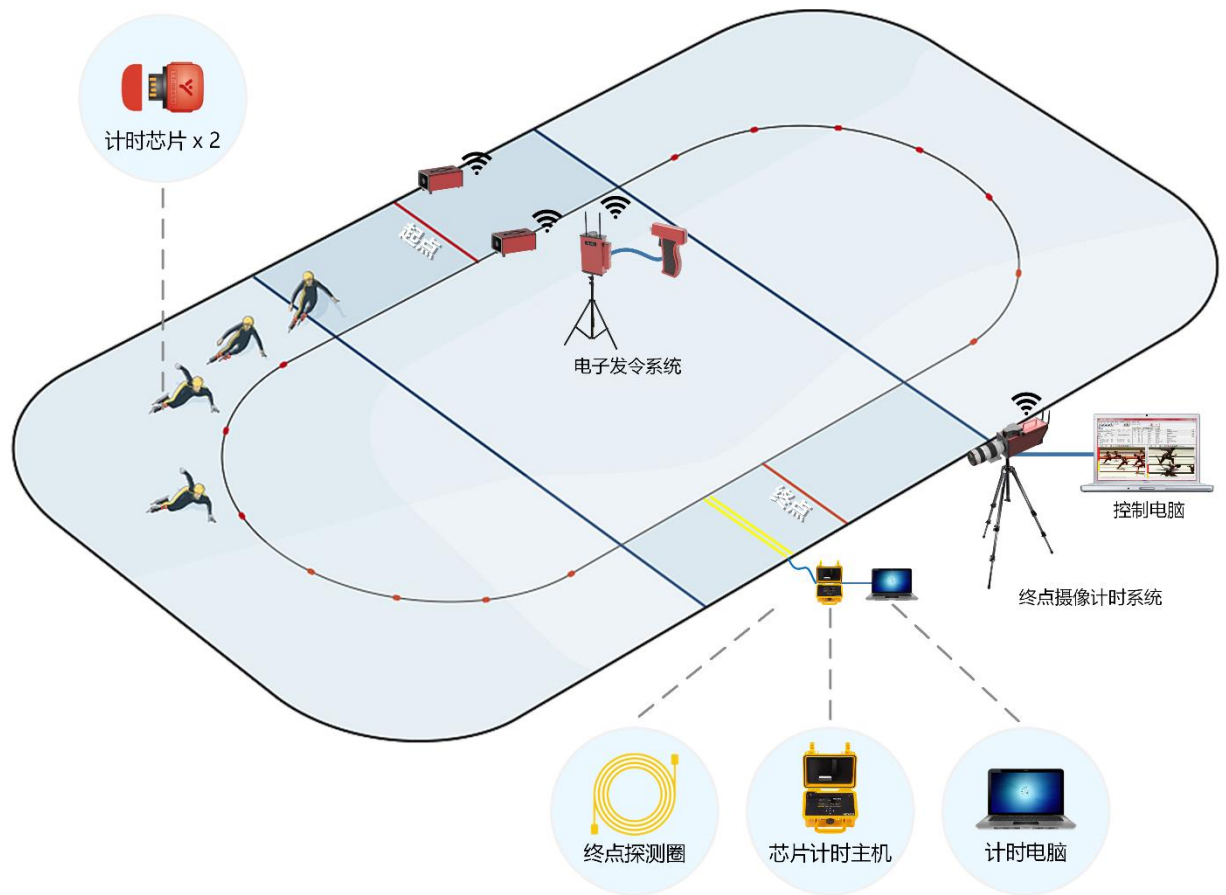 计时芯片 x 2
起点
电子发令系统
终点
控制电脑
终点摄像计时系统
终点探测圈
芯片计时主机
计时电脑